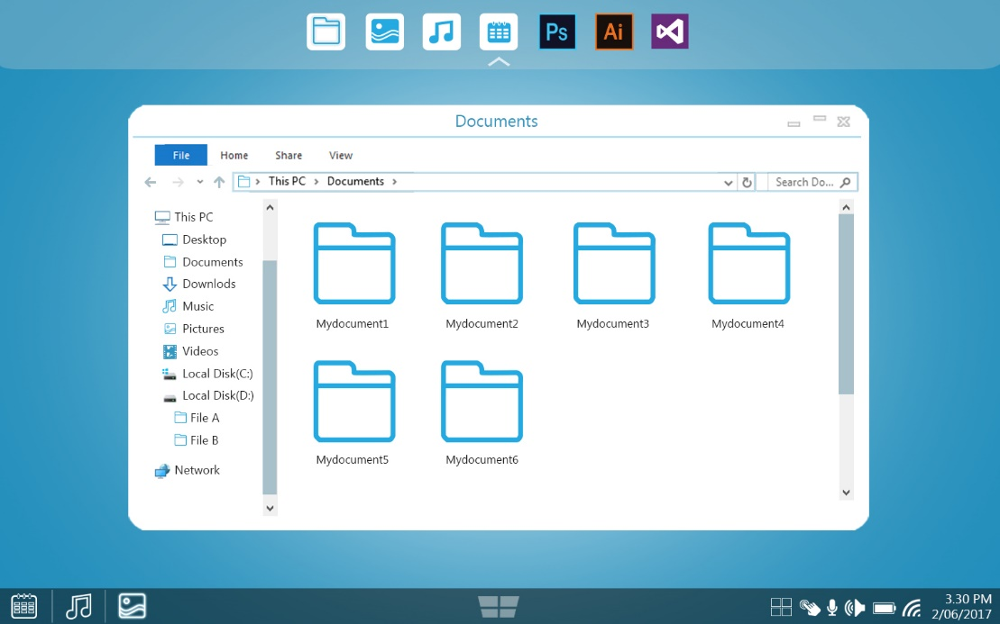 Ps Ai
Documents
File Home Share View
This PC Documents
Search Do...
This PC
Desktop
Documents
Downlods
Music
Pictures
Videos
Local Disk(C:)
Local Disk(D:)
File A
File B
Network
Mydocument1 Mydocument2 Mydocument3 Mydocument4
Mydocument5 Mydocument6
3.30 PM
2/06/2017